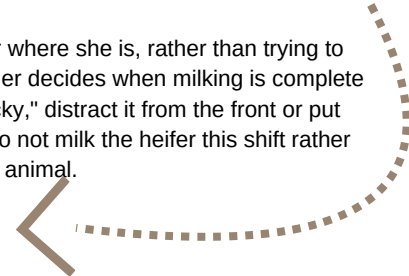 where she is, rather than trying to
er decides when milking is complete
ky," distract it from the front or put
o not milk the heifer this shift rather
animal.